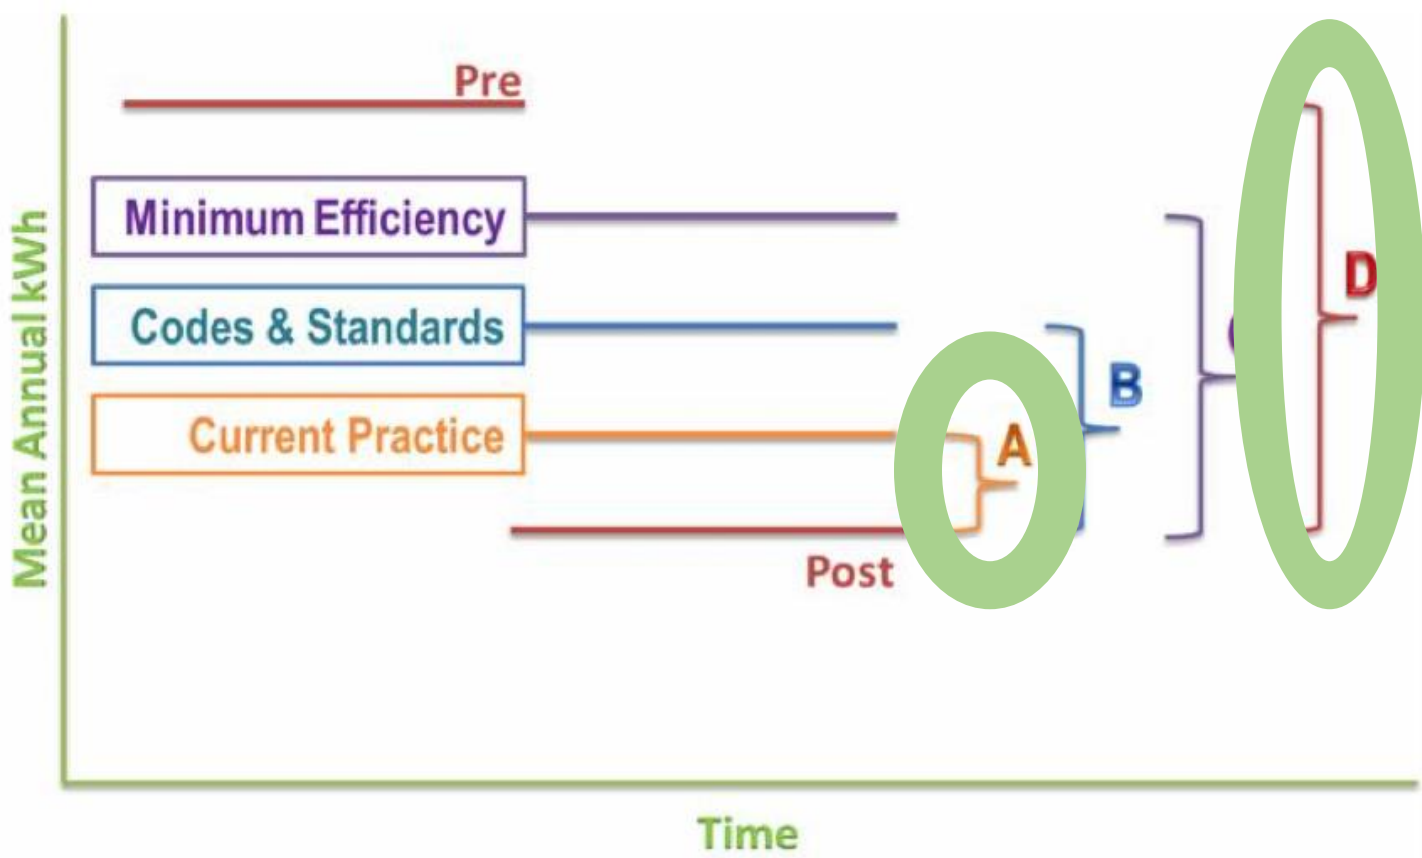 Pre
Minimum Efficiency
Codes & Standards
Current Practice
Post
A
B
D
Mean Annual kWh
Time